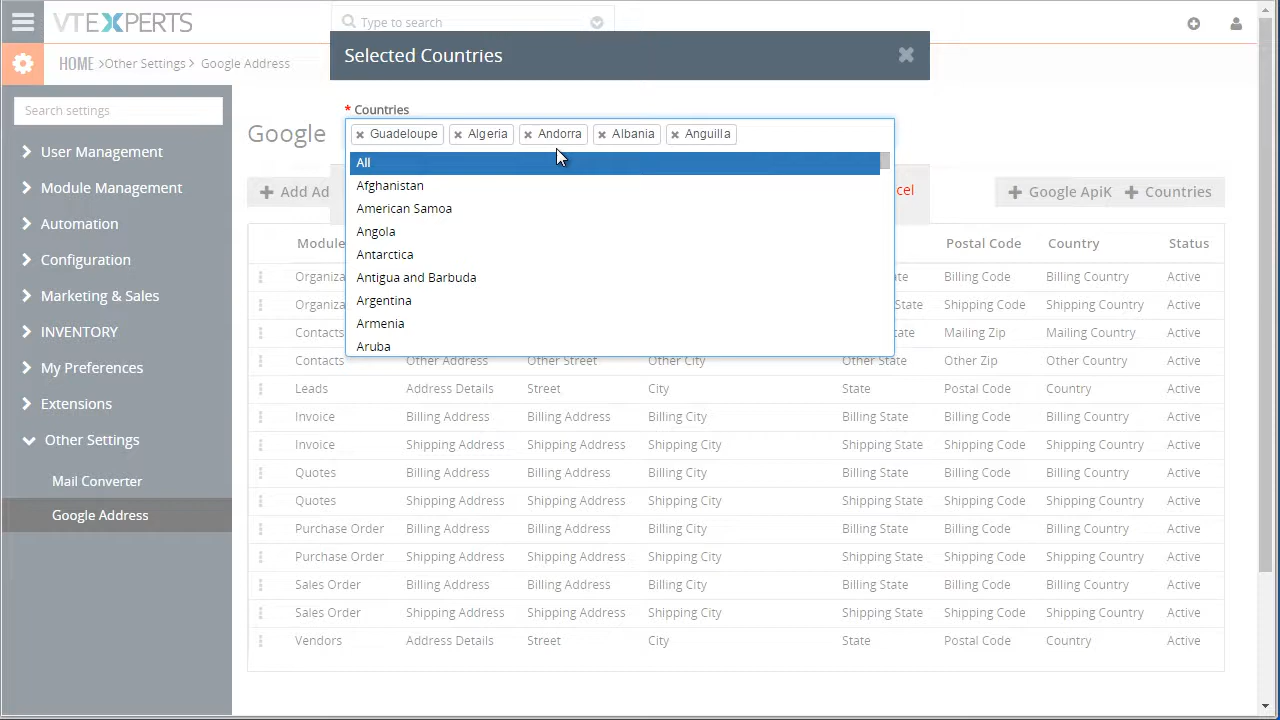 VTEXPERTS
Type to search
HOME >Other Settings > Google Address
Search settings
User Management
Module Management
Automation
Configuration
Marketing & Sales
INVENTORY
My Preferences
Extensions
Other Settings
Mail Converter
Google Address
Selected Countries
* Countries
Guadeloupe Algeria Andorra Albania Anguilla
All
Afghanistan
American Samoa
Angola
Antarctica
Antigua and Barbuda
Argentina
Armenia
Aruba
Google
Add Ad
cel
Google ApiK Countries
Module Postal Code Country Status
Organiza ate Billing Code Billing Country Active
Organiza State Shipping Code Shipping Country Active
Contacts tate Mailing Zip Mailing Country Active
Contacts Other Address Other Street Other City Other State Other Zip Other Country Active
Leads Address Details Street City State Postal Code Country Active
Invoice Billing Address Billing Address Billing City Billing State Billing Code Billing Country Active
Invoice Shipping Address Shipping Address Shipping City Shipping State Shipping Code Shipping Country Active
Quotes Billing Address Billing Address Billing City Billing State Billing Code Billing Country Active
Quotes Shipping Address Shipping Address Shipping City Shipping State Shipping Code Shipping Country Active
Purchase Order Billing Address Billing Address Billing City Billing State Billing Code Billing Country Active
Purchase Order Shipping Address Shipping Address Shipping City Shipping State Shipping Code Shipping Country Active
Sales Order Billing Address Billing Address Billing City Billing State Billing Code Billing Country Active
Sales Order Shipping Address Shipping Address Shipping City Shipping State Shipping Code Shipping Country Active
Vendors Address Details Street City State Postal Code Country Active